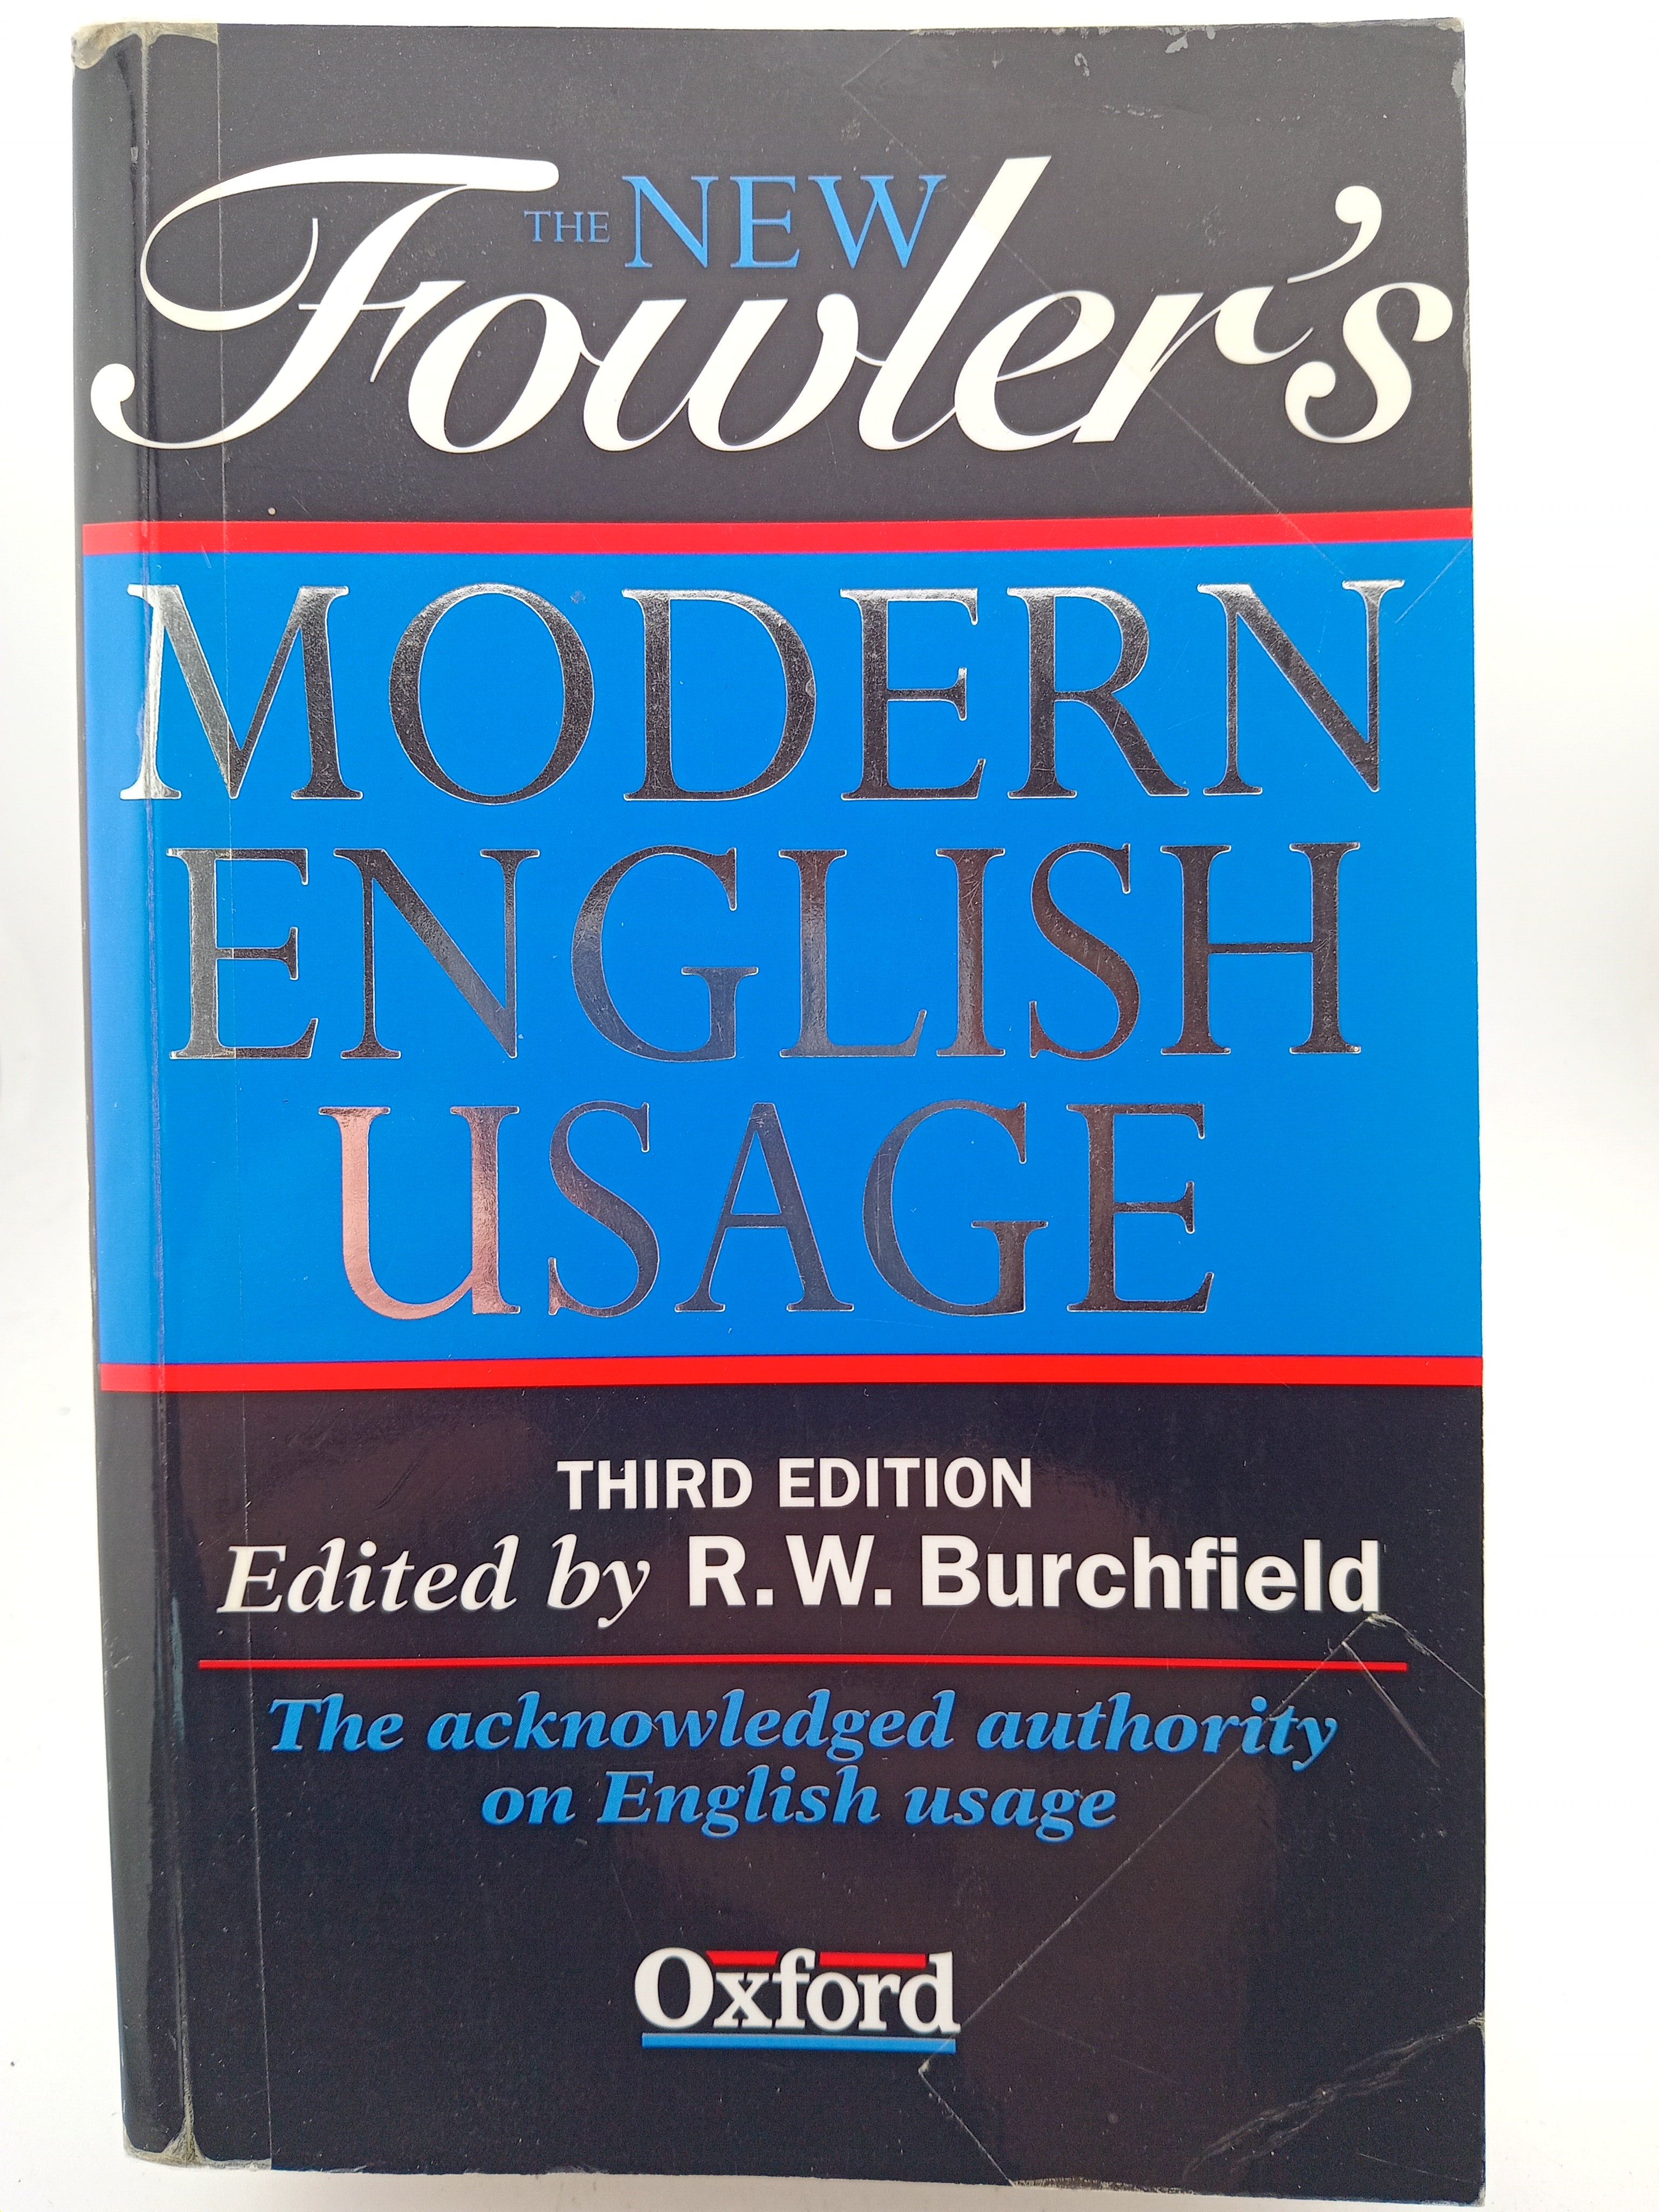 THE NEW
Fowler's
MODERN
ENGLISH
USAGE
THIRD EDITION
Edited by R. W. Burchfield
The acknowledged authority
on English usage
Oxford